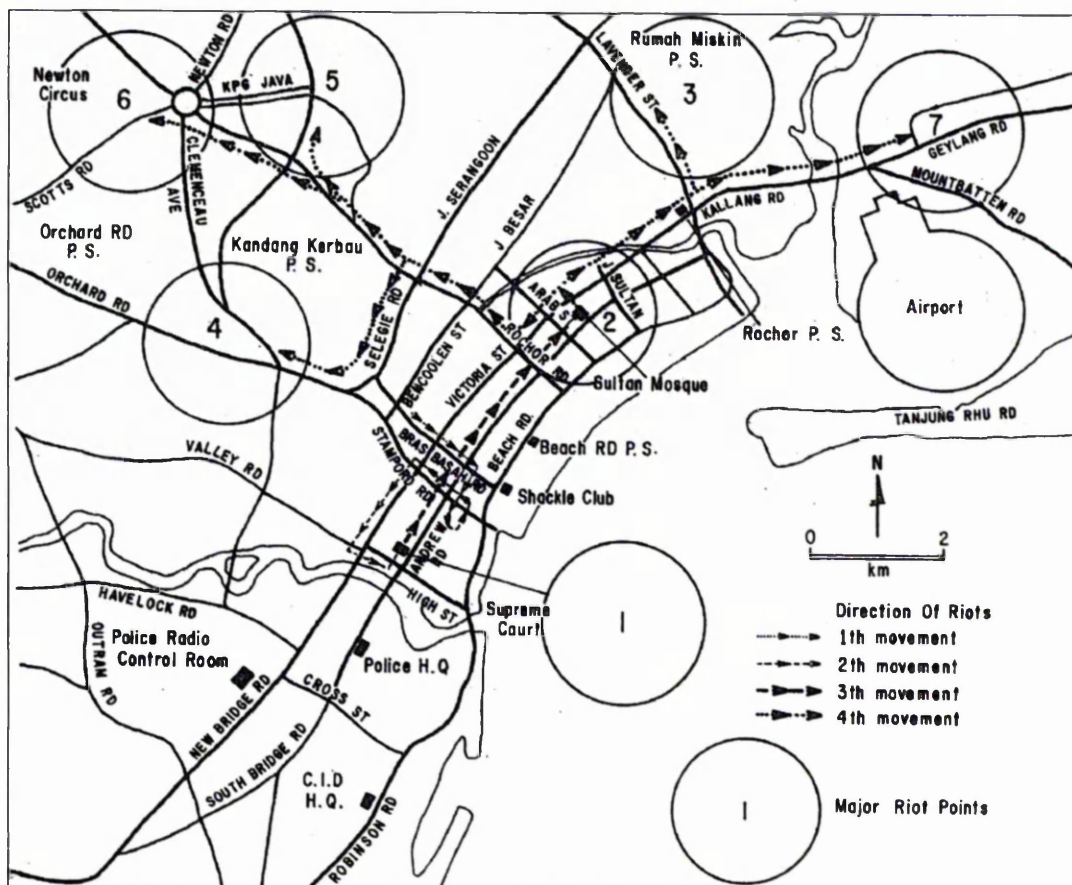 Newton
Circus
6
NEWTON RD
KPG JAVA
5
LAVENDER ST
Rumah Miskin
P. S.
3
7
GEYLANG RD
MOUNTBATTEN RD
SCOTTS RD
CLEMENCEAU
AVE
J. SERANGOON
J BESAR
KALLANG RD
Orchard RD
P. S.
Kandang Kerbau
P. S.
ORCHARD RD
4
SELEGIE RD
ARAB S
J SULTAN
2
Airport
BENCOOLEN ST
VICTORIA ST
ROCHOR RD
Racher P. S.
Sultan Mosque
TANJUNG RHU RD
VALLEY RD
STAMFORD RD
BRAS BASAH RD
BEACH RD.
Beach RD P. S.
Shackle Club
N
0 2
km
ANDREW
RD
HIGH ST
HAVELOCK RD
OUTRAM RD
Police Radio
Control Room
Supreme
Court
1
Police H.Q
NEW BRIDGE RD
CROSS ST
SOUTH BRIDGE RD
C.I.D
H.Q.
ROBINSON RD
Direction Of Riots
1th movement
2th movement
3th movement
4th movement
1
Major Riot Points